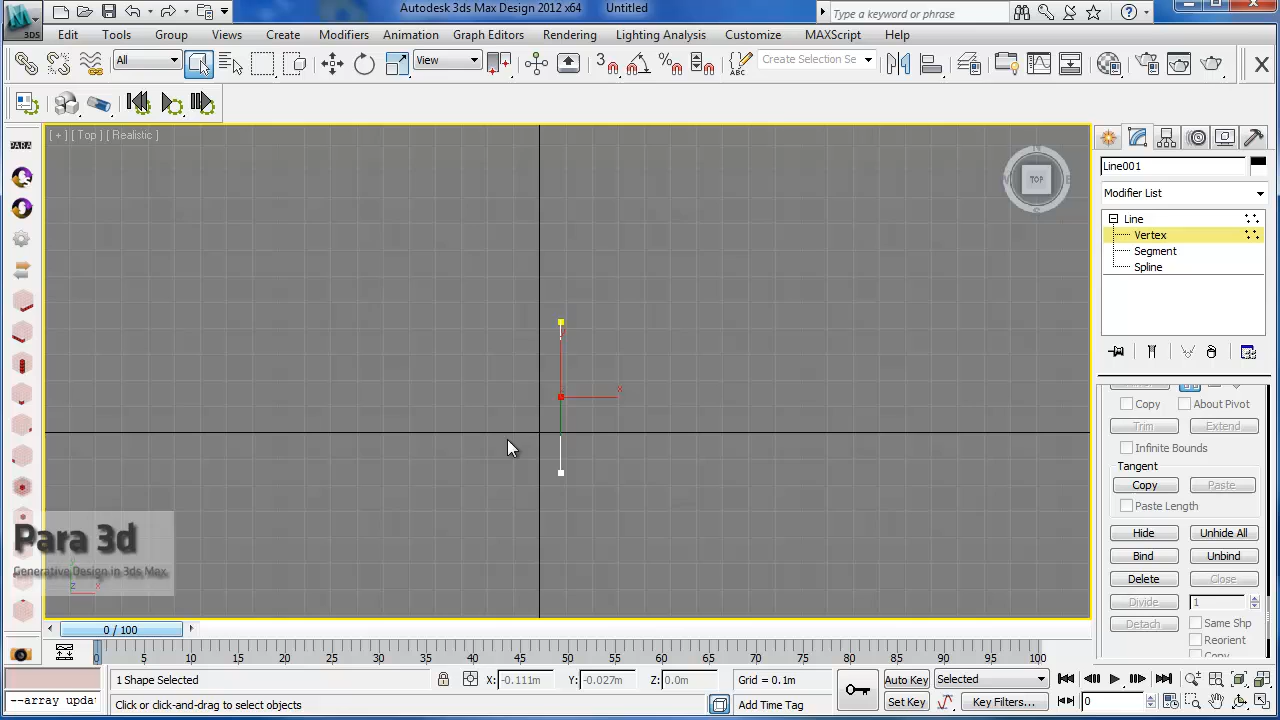 Autodesk 3ds Max Design 2012 x64 Untitled
Type a keyword or phrase
3DS
Edit Tools Group Views Create Modifiers Animation Graph Editors Rendering Lighting Analysis Customize MAXScript Help
All
View
3
Create Selection Se
[ + ] [ Top ] [ Realistic ]
PARA
TOP
Line001
Modifier List
Line
Vertex
Segment
Spline
x
Copy About Pivot
Trim Extend
Infinite Bounds
Tangent
Copy Paste
Paste Length
Hide Unhide All
Bind Unbind
Delete Close
Divide 1
Detach Same Shp
Reorient
Copy
Para 3d
Generative Design in 3ds Max
z x
0 / 100
0 5 10 15 20 25 30 35 40 45 50 55 60 65 70 75 80 85 90 95 100
1 Shape Selected X: -0.111m Y: -0.027m Z: 0.0m Grid = 0.1m Auto Key Selected
--array updat Click or click-and-drag to select objects Add Time Tag Set Key Key Filters... 0